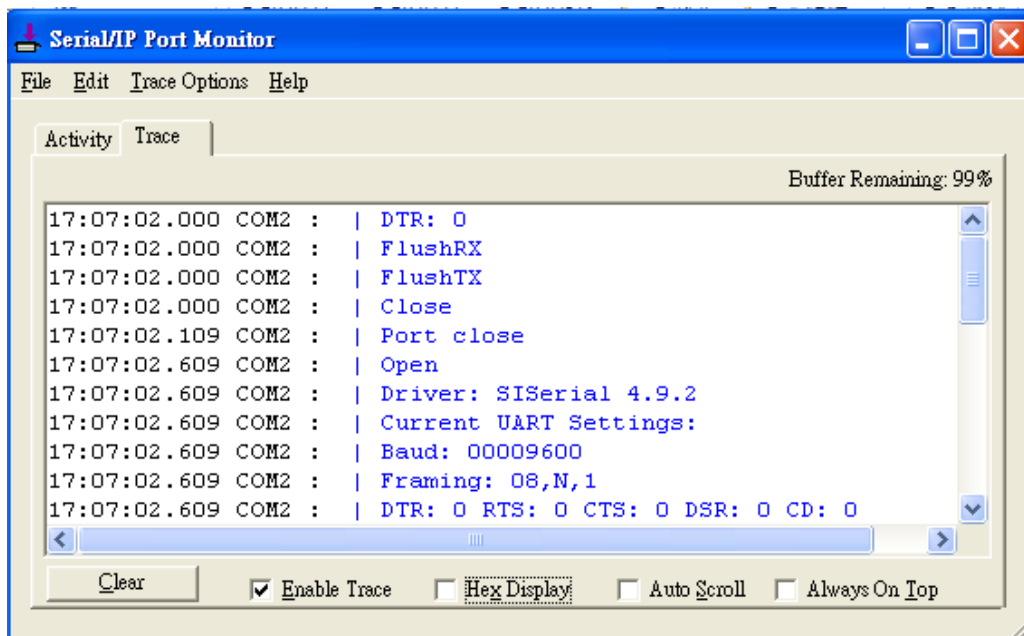 Serial/IP Port Monitor
File Edit Trace Options Help
Activity Trace
Buffer Remaining: 99%
17:07:02.000 COM2 : | DTR: 0
17:07:02.000 COM2 : | FlushRX
17:07:02.000 COM2 : | FlushTX
17:07:02.000 COM2 : | Close
17:07:02.109 COM2 : | Port close
17:07:02.609 COM2 : | Open
17:07:02.609 COM2 : | Driver: SISerial 4.9.2
17:07:02.609 COM2 : | Current UART Settings:
17:07:02.609 COM2 : | Baud: 00009600
17:07:02.609 COM2 : | Framing: 08,N,1
17:07:02.609 COM2 : | DTR: 0 RTS: 0 CTS: 0 DSR: 0 CD: 0
Clear Enable Trace Hex Display Auto Scroll Always On Top